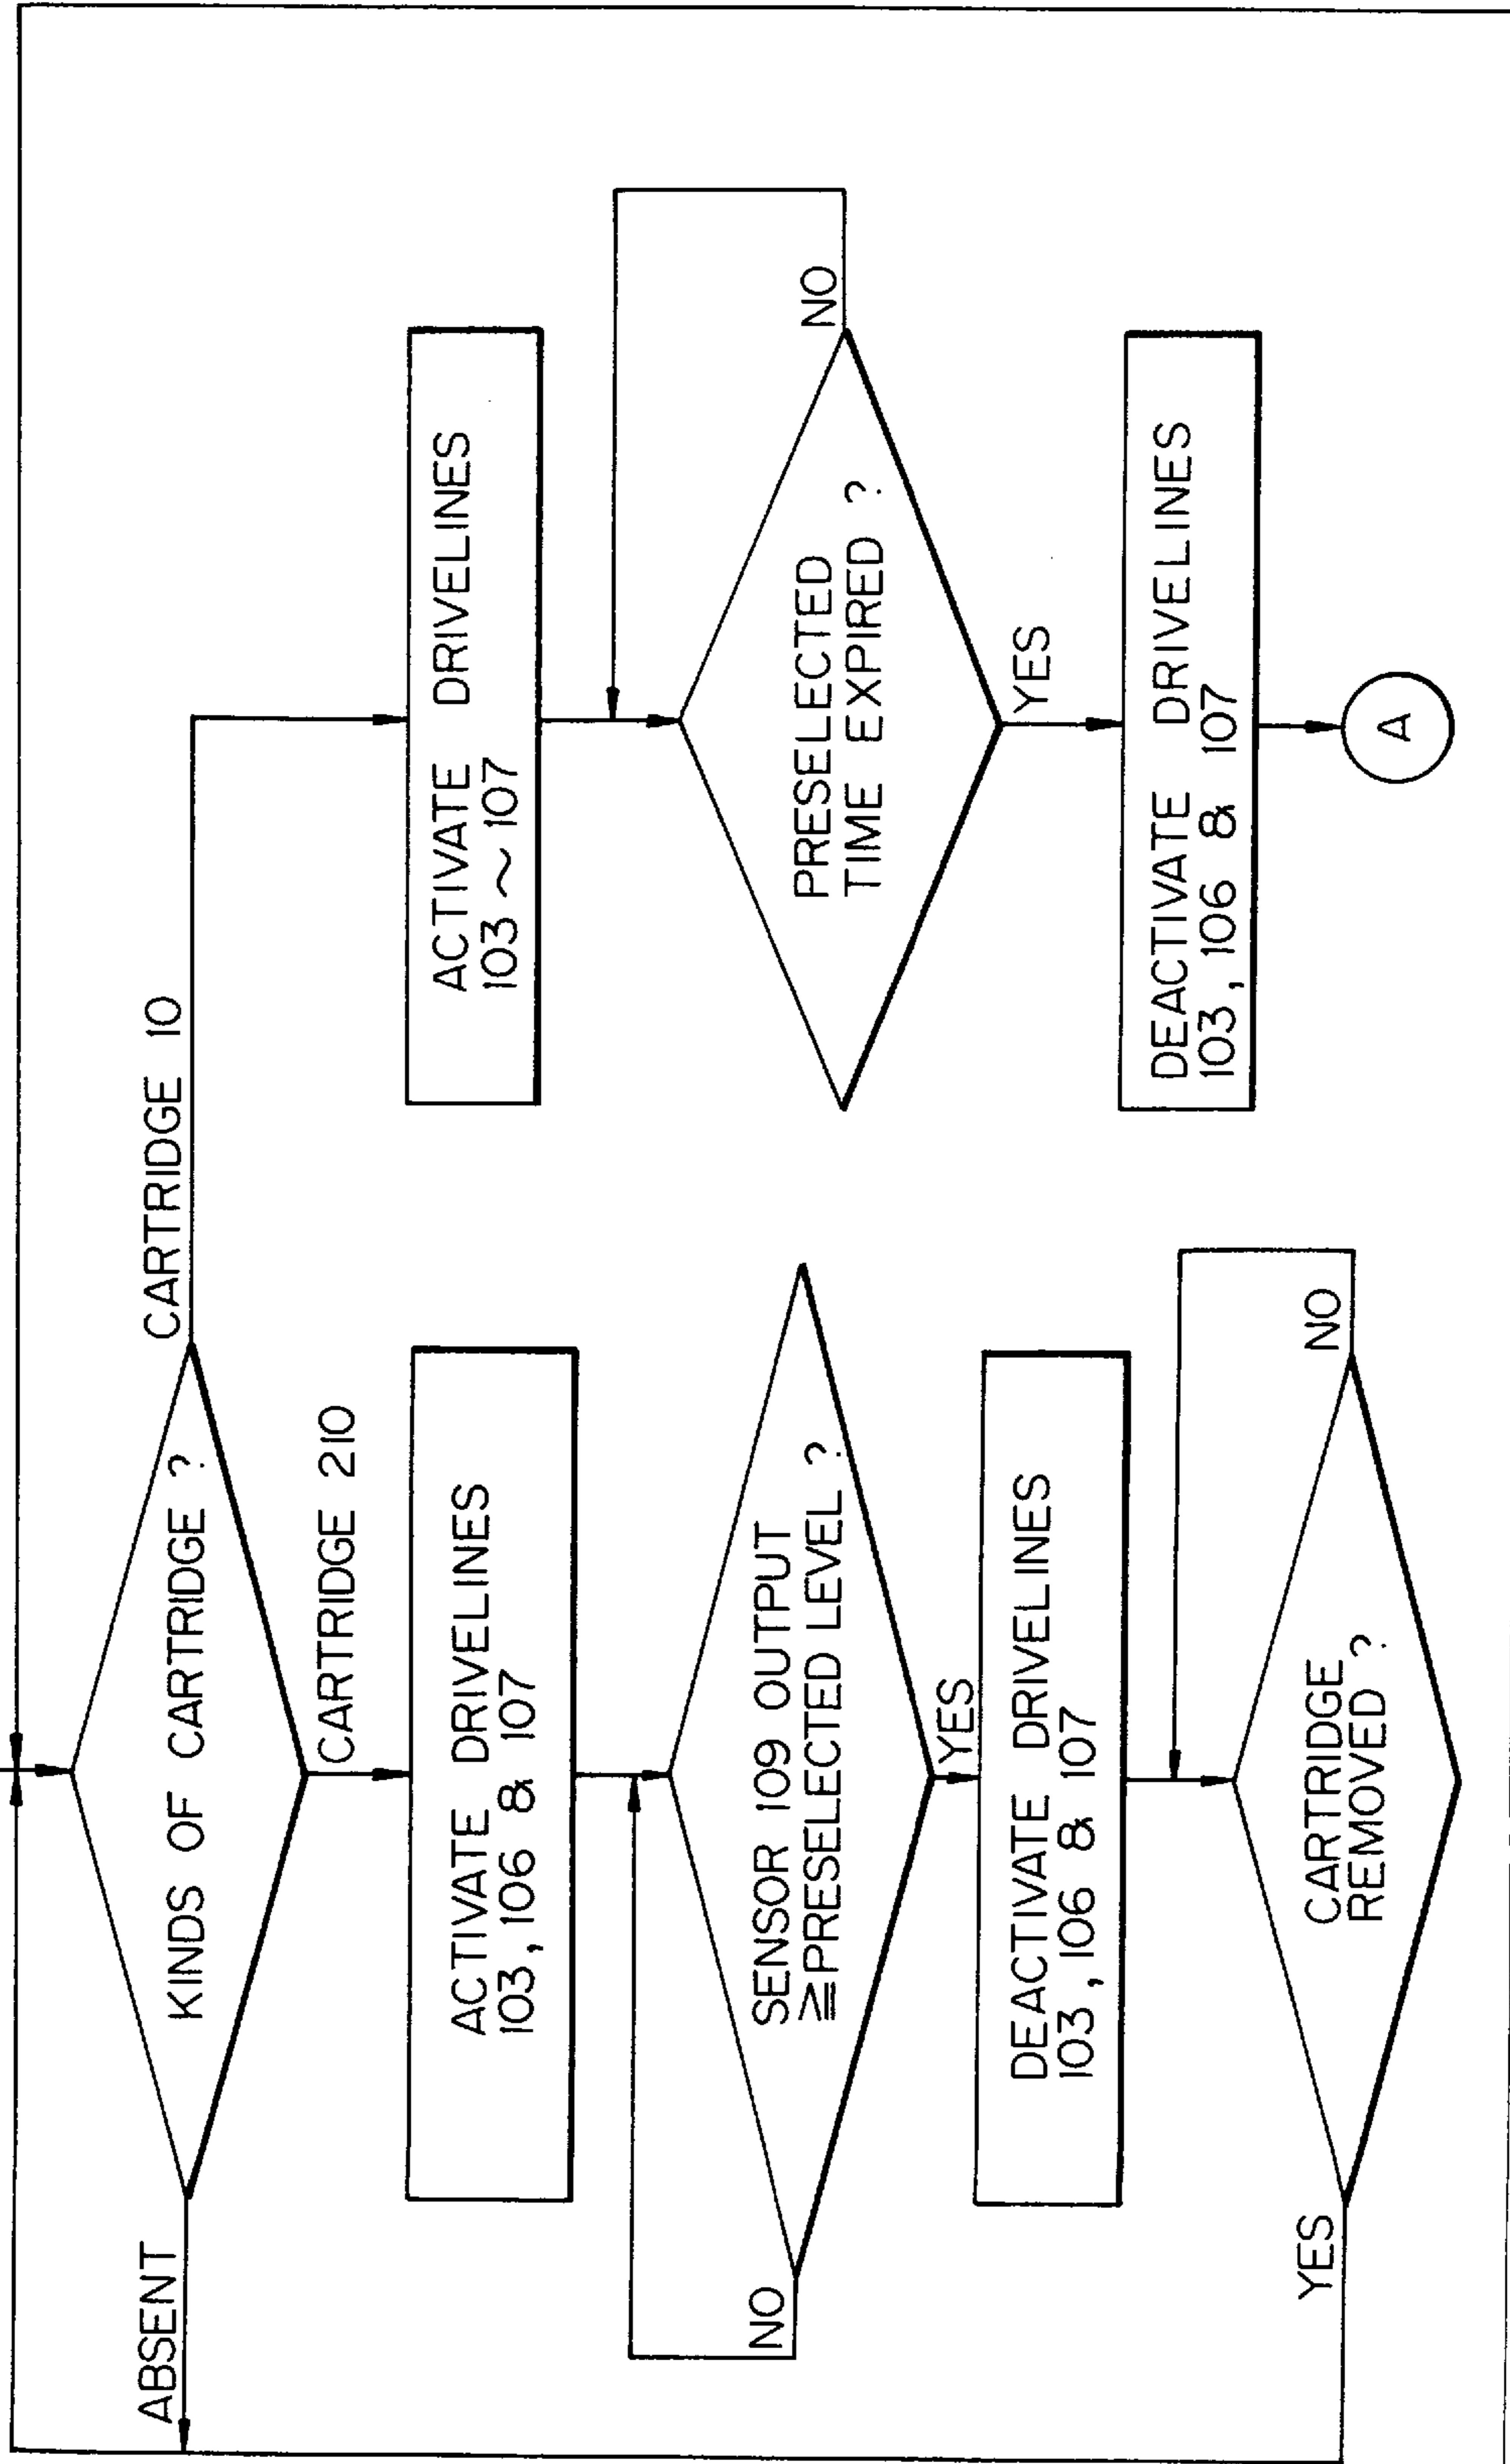 KINDS OF CARTRIDGE ?
ABSENT
CARTRIDGE 210
CARTRIDGE 10
ACTIVATE DRIVELINES
103, 106 & 107
SENSOR 109 OUTPUT
≧PRESELECTED LEVEL ?
NO
YES
DEACTIVATE DRIVELINES
103, 106 & 107
CARTRIDGE
REMOVED ?
YES
NO
ACTIVATE DRIVELINES
103 ~ 107
PRESELECTED
TIME EXPIRED ?
NO
YES
DEACTIVATE DRIVELINES
103, 106 & 107
A